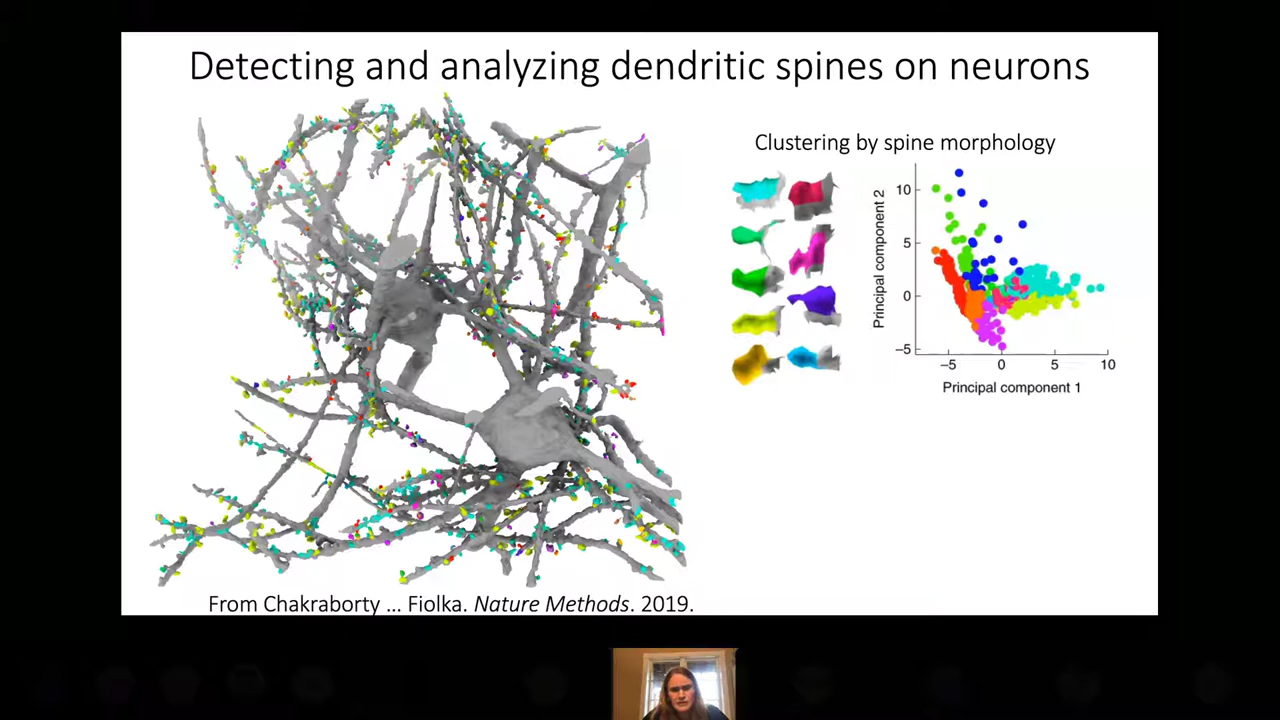 Detecting and analyzing dendritic spines on neurons
Clustering by spine morphology
Principal component 2
10
5
0
−5
−5
0
5
10
Principal component 1
From Chakraborty ... Fiolka. Nature Methods. 2019.